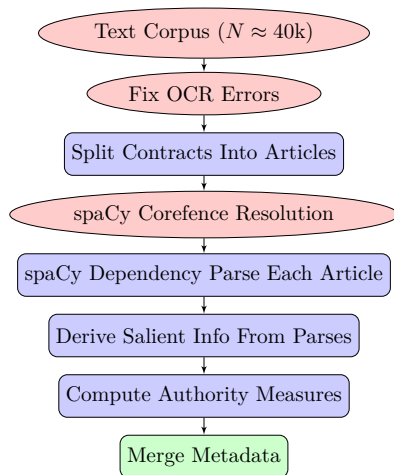 Text Corpus (N ≈ 40k)
Fix OCR Errors
Split Contracts Into Articles
spaCy Corefence Resolution
spaCy Dependency Parse Each Article
Derive Salient Info From Parses
Compute Authority Measures
Merge Metadata